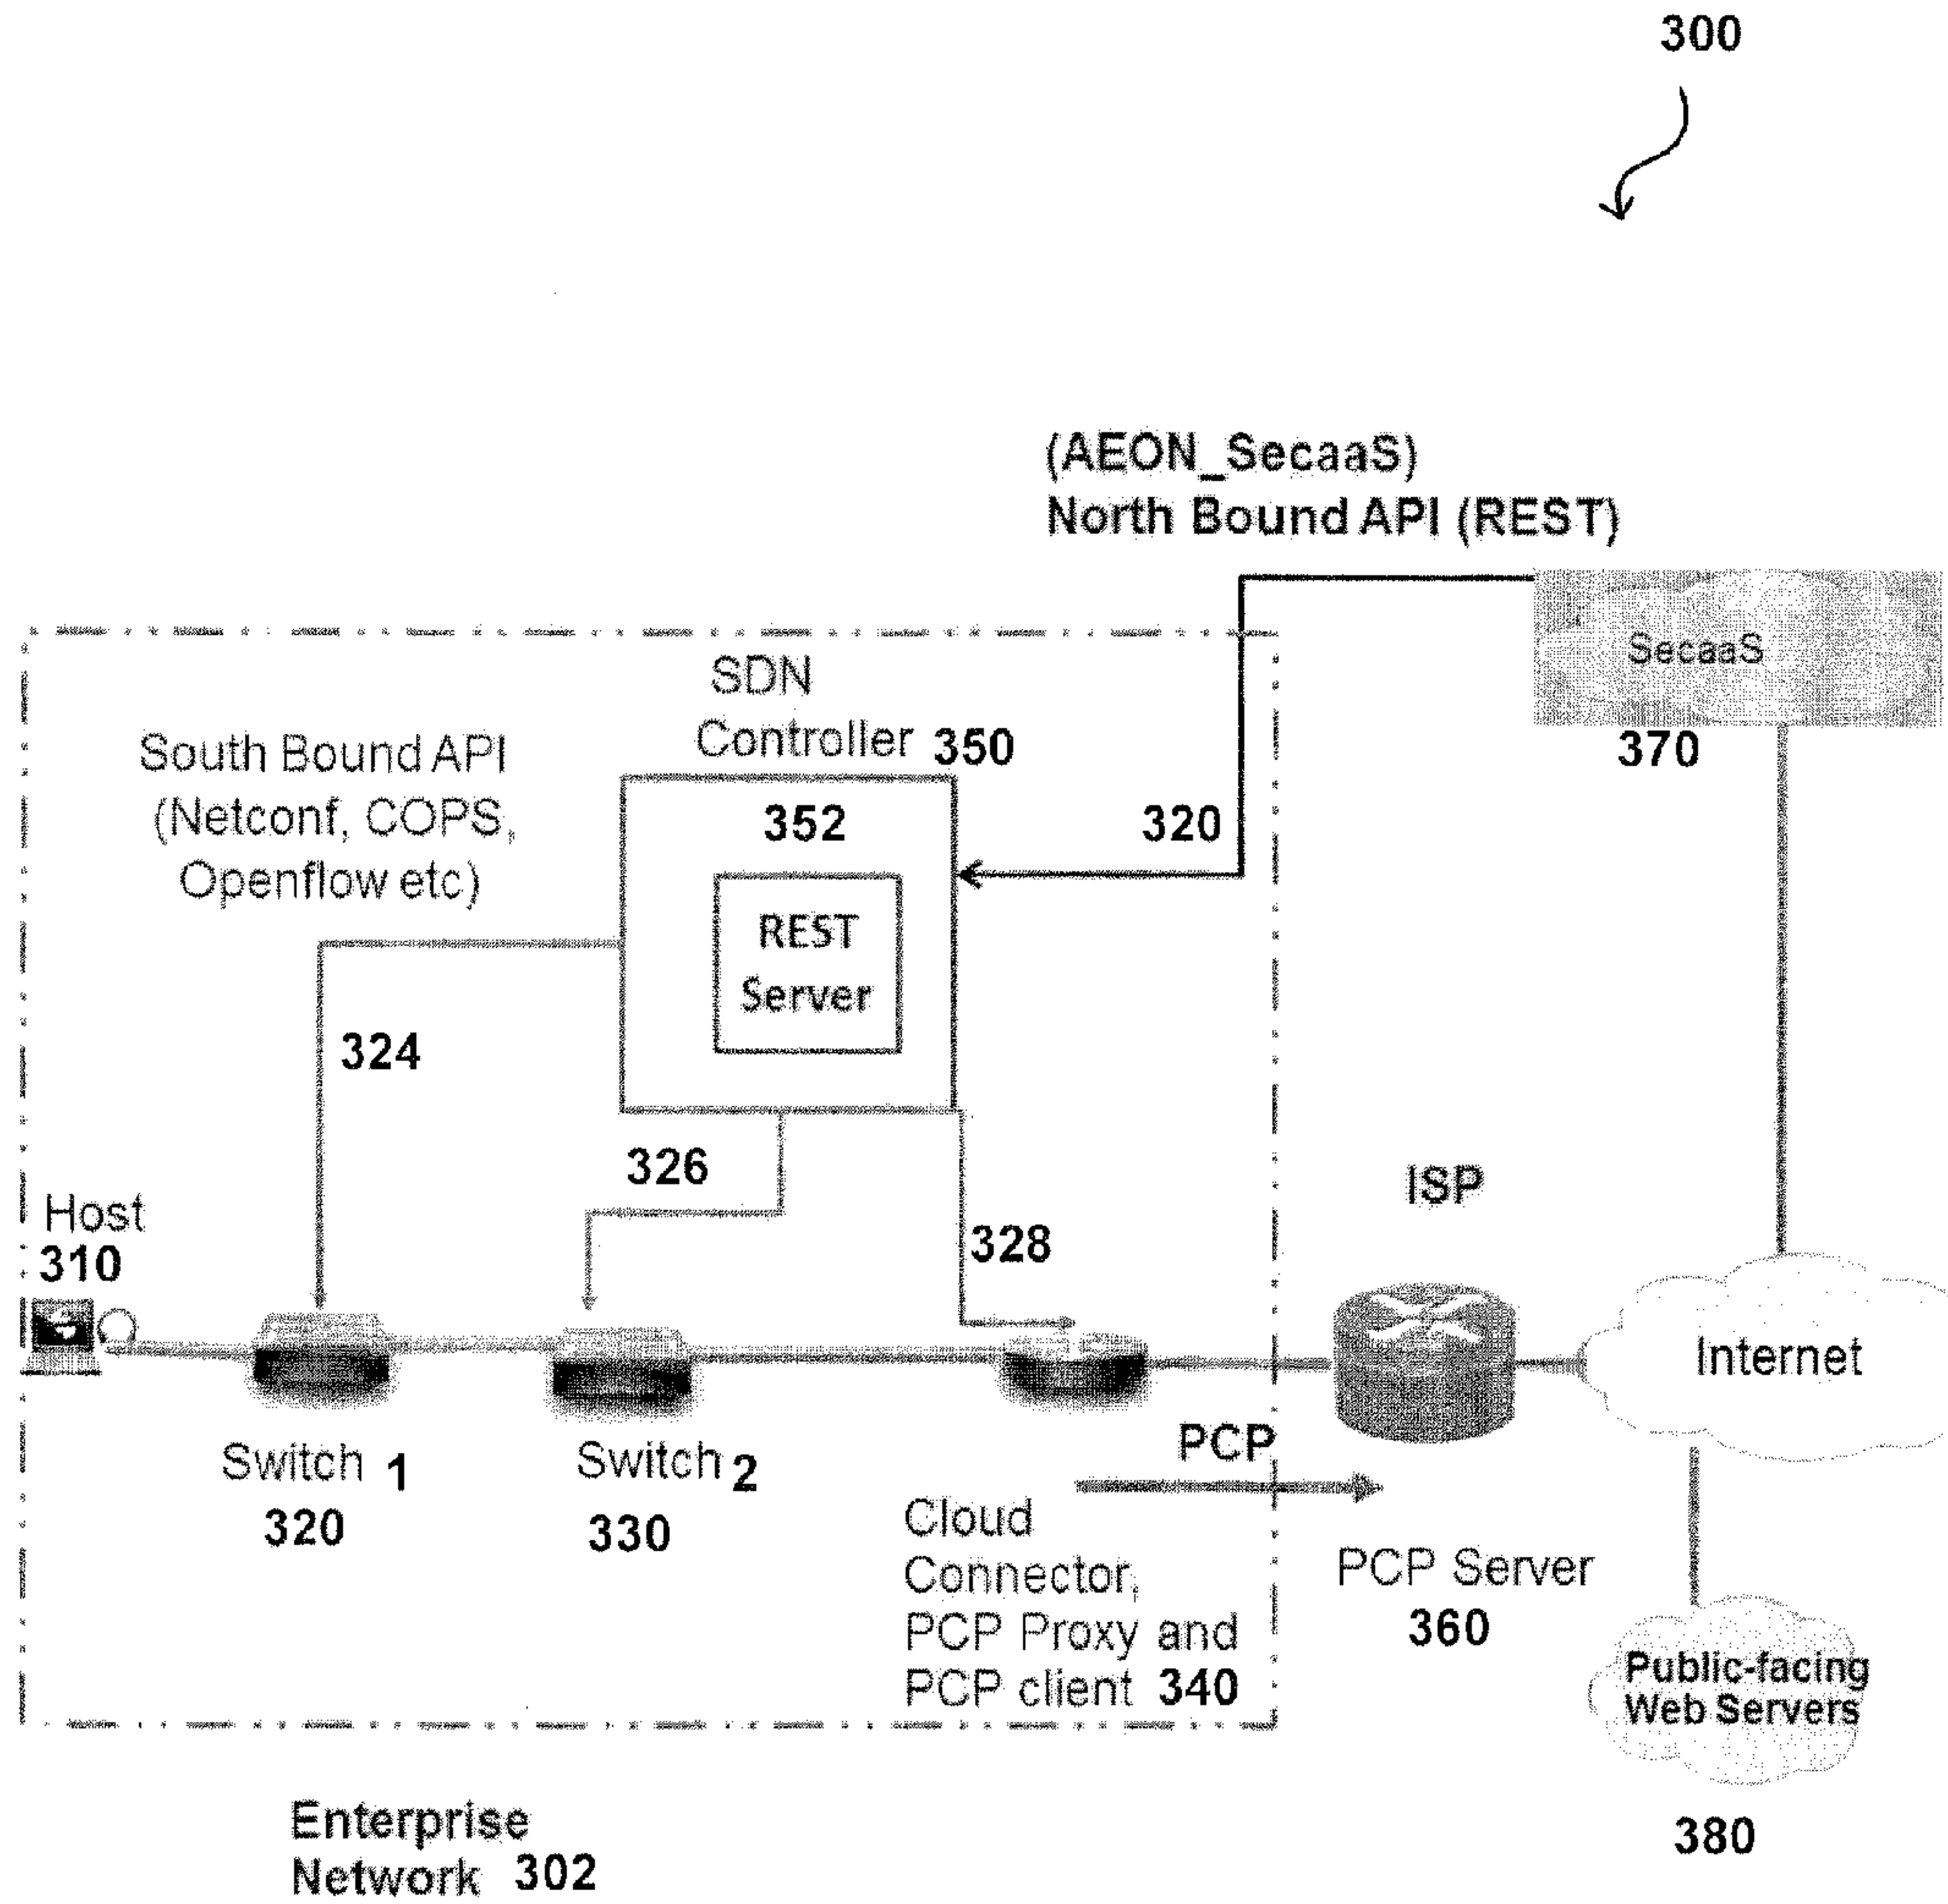 300
(AEON_SecaaS)
North Bound API (REST)
SecaaS
370
SDN
Controller 350
South Bound API
(Netconf, COPS,
Openflow etc)
352
REST
Server
320
324
326
328
Host
310
ISP
Internet
Switch 1
320
Switch 2
330
PCP
Cloud
Connector,
PCP Proxy and
PCP client 340
PCP Server
360
Public-facing
Web Servers
380
Enterprise
Network 302